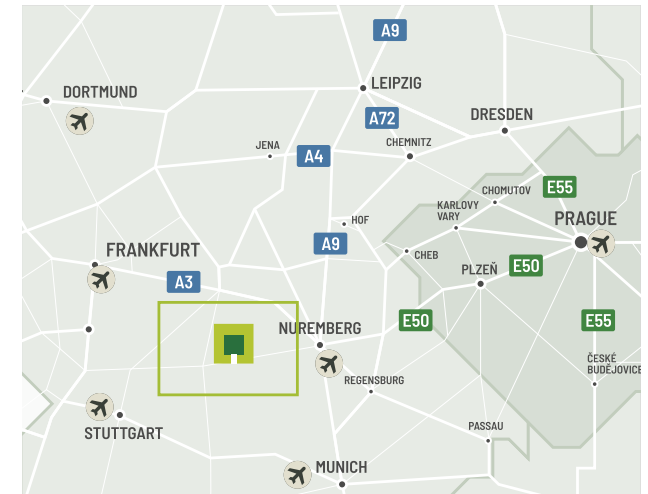 A9
DORTMUND
LEIPZIG
A72
DRESDEN
JENA
A4
CHEMNITZ
CHOMUTOV
E55
KARLOVY
VARY
PRAGUE
HOF
A9
FRANKFURT
CHEB
PLZEŇ
E50
A3
NUREMBERG
E50
E55
ČESKÉ
BUDĚJOVICE
REGENSBURG
STUTTGART
PASSAU
MUNICH